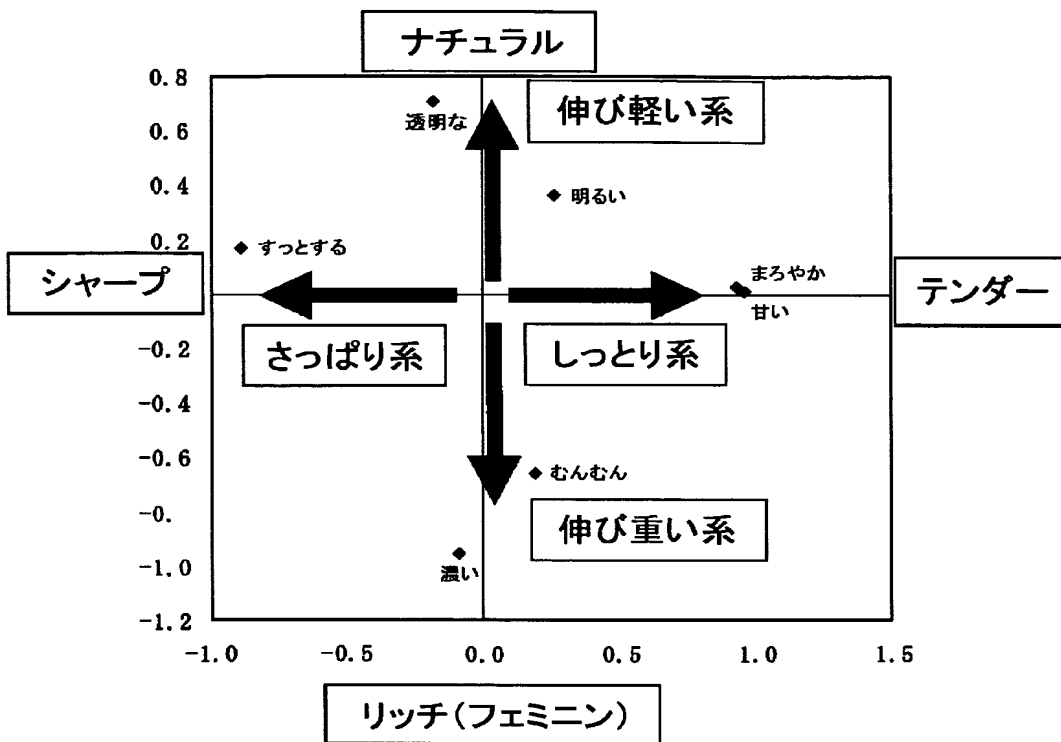 ナチュラル
0.8
伸び軽い系
透明な
0.6
0.4
明るい
0.2
すっとする
シャープ
まろやか
テンダー
甘い
-0.2
さっぱり系
しっとり系
-0.4
-0.6
むんむん
-0.
伸び重い系
-1.0
濃い
-1.2
-1.0 -0.5 0.0 0.5 1.0 1.5
リッチ(フェミニン)